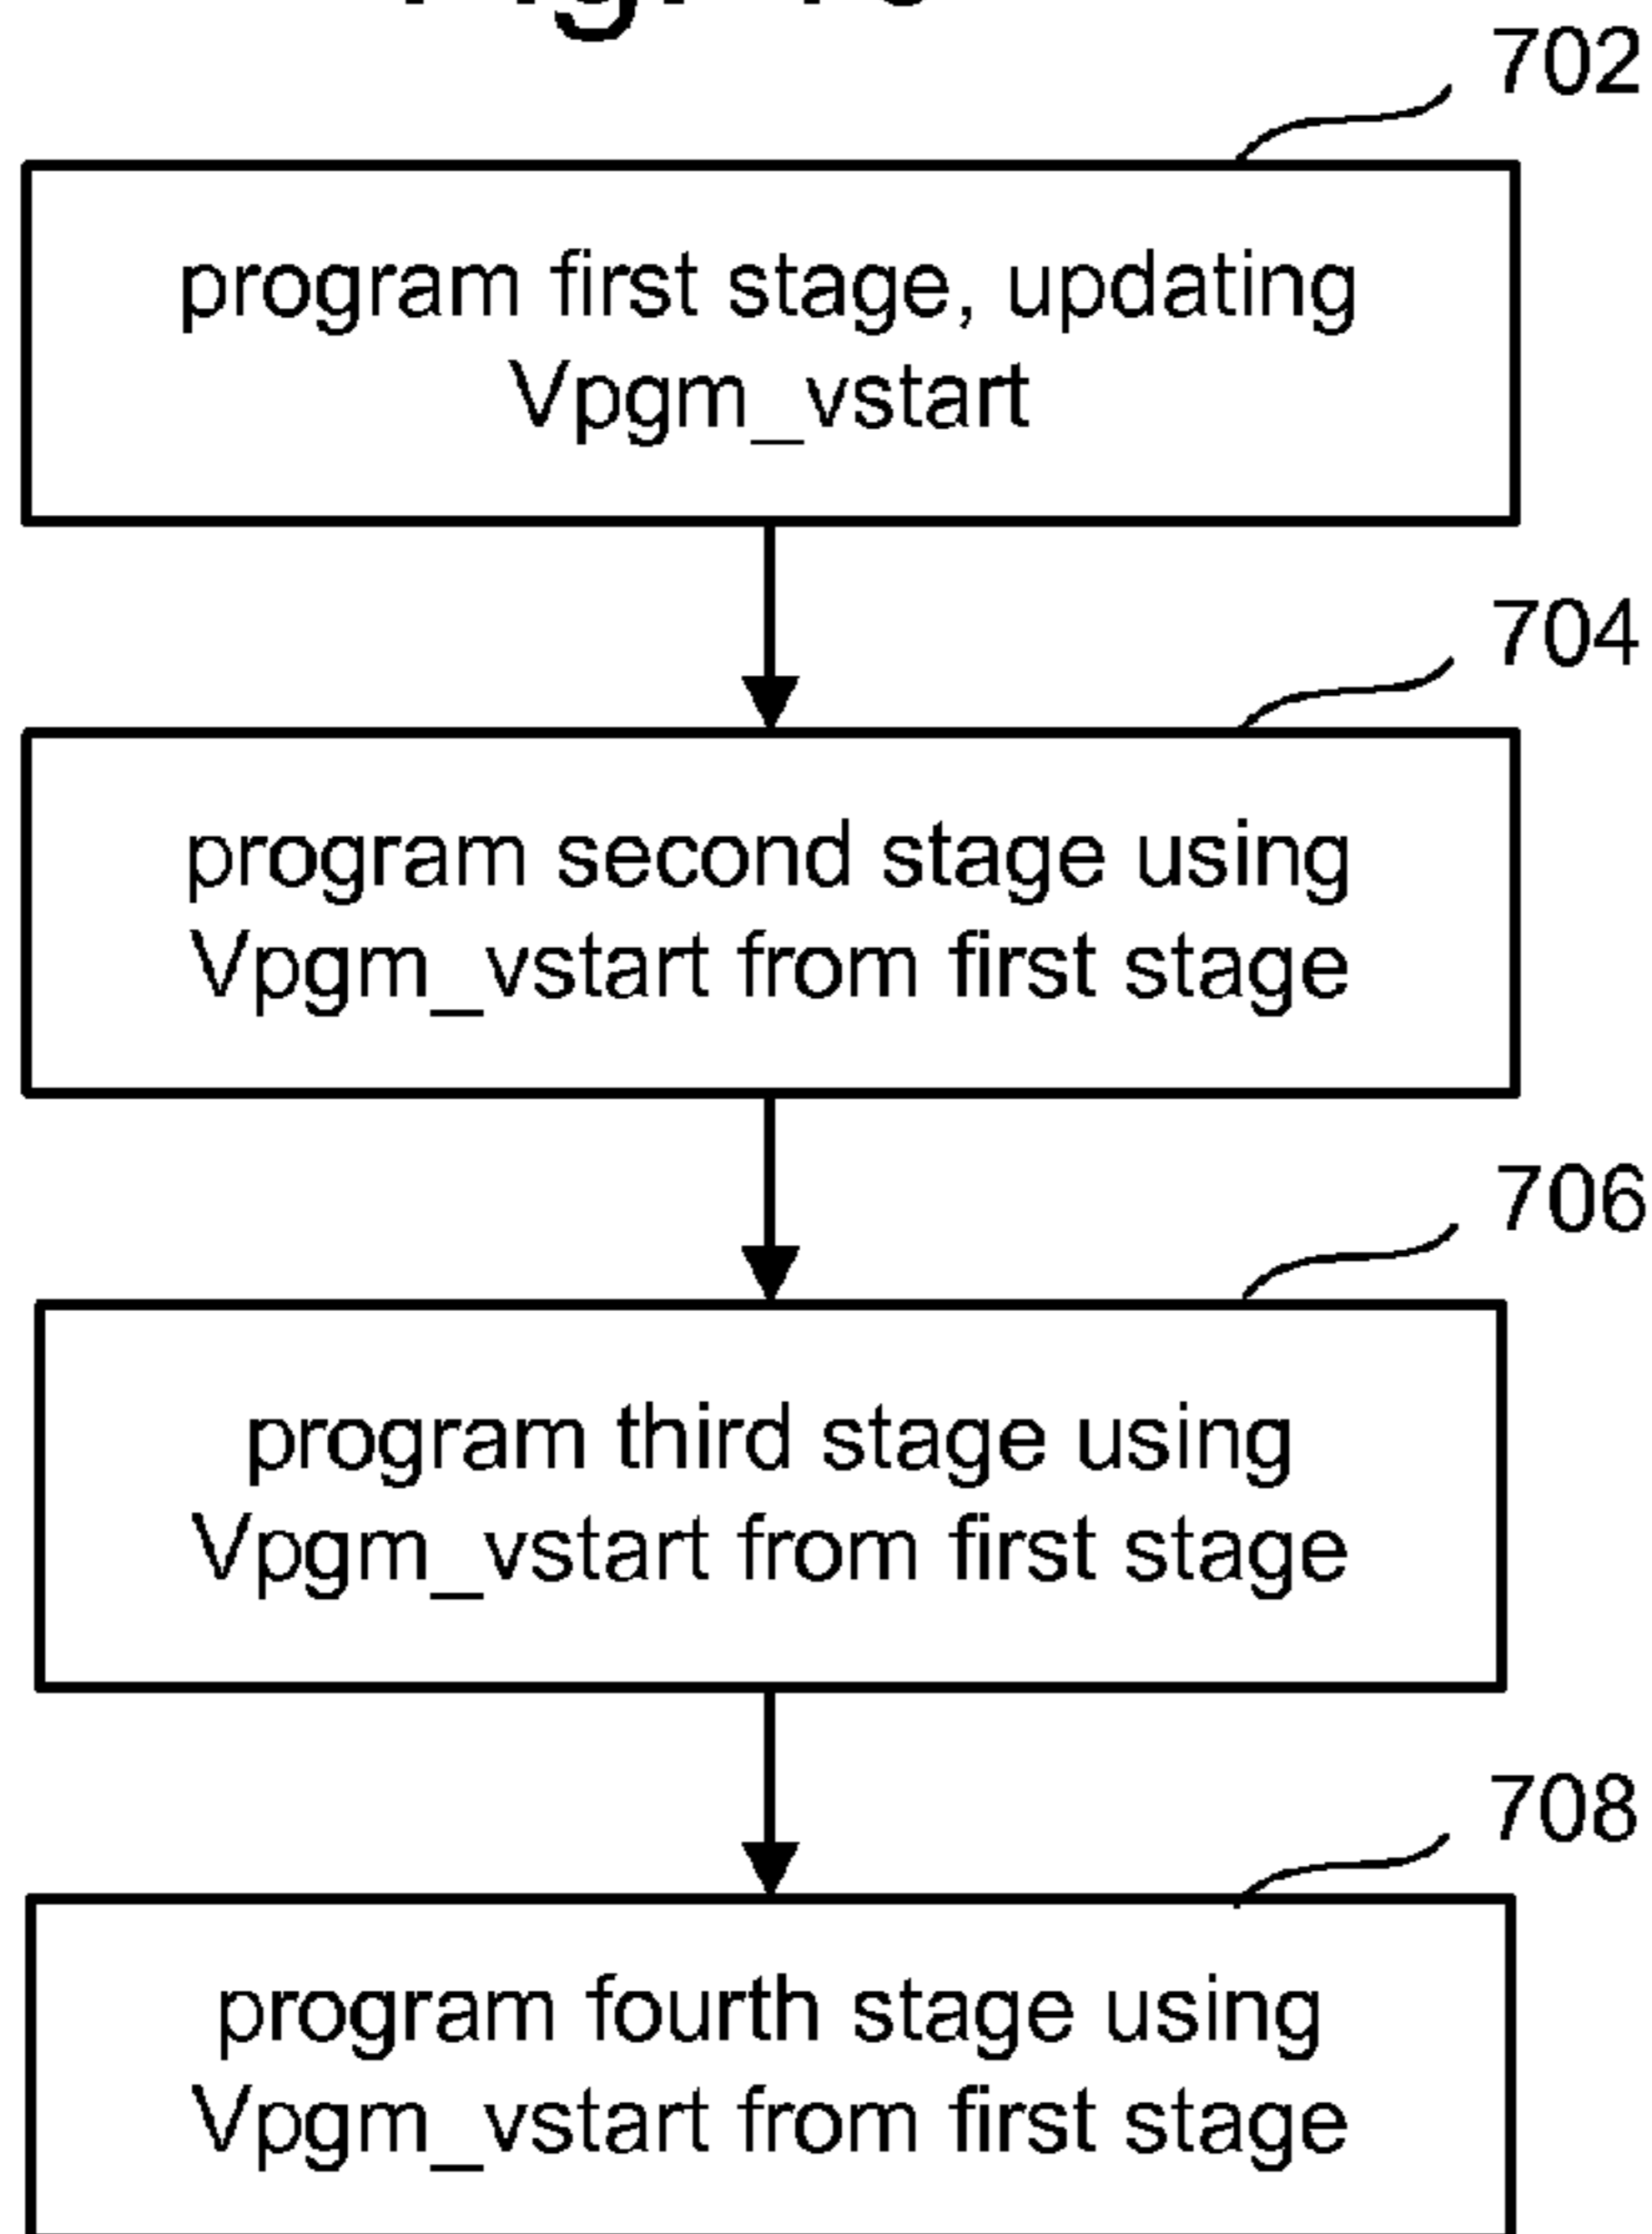 702
program first stage, updating
Vpgm_vstart
704
program second stage using
Vpgm_vstart from first stage
706
program third stage using
Vpgm_vstart from first stage
708
program fourth stage using
Vpgm_vstart from first stage